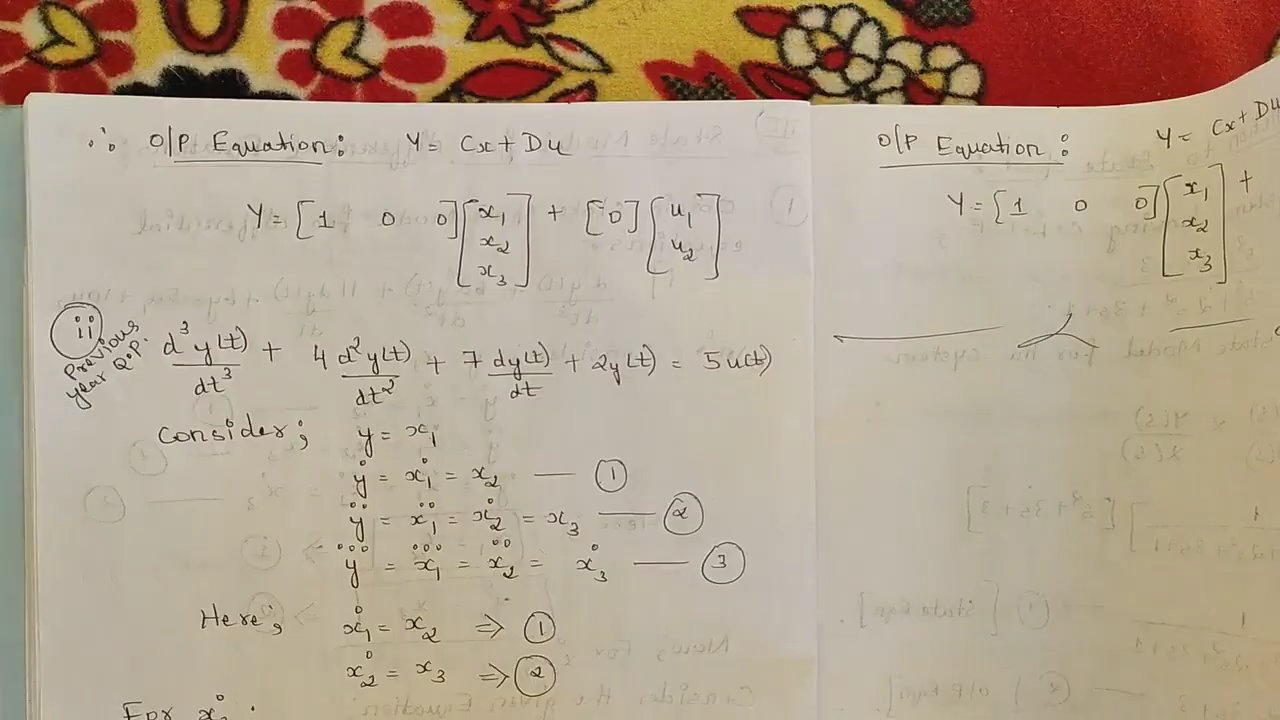 ∴ O/P Equation: Y = Cx + Du
Y = [1 0 0] [x₁ x₂ x₃] + [0] [u₁ u₂]
ii Previous year Q.P. d³y(t)/dt³ + 4 d²y(t)/dt² + 7 dy(t)/dt + 2y(t) = 5u(t)
Consider; y = x₁
ẏ = ẋ₁ = x₂ — ①
ÿ = ẍ₁ = ẋ₂ = x₃ — ②
y⃛ = x⃛₁ = ẍ₂ = ẋ₃ — ③
Here; ẋ₁ = x₂ ⇒ ①
ẋ₂ = x₃ ⇒ ②
For ẋ₃:
O/P Equation: Y = Cx + Du
Y = [1 0 0] [x₁ x₂ x₃] +